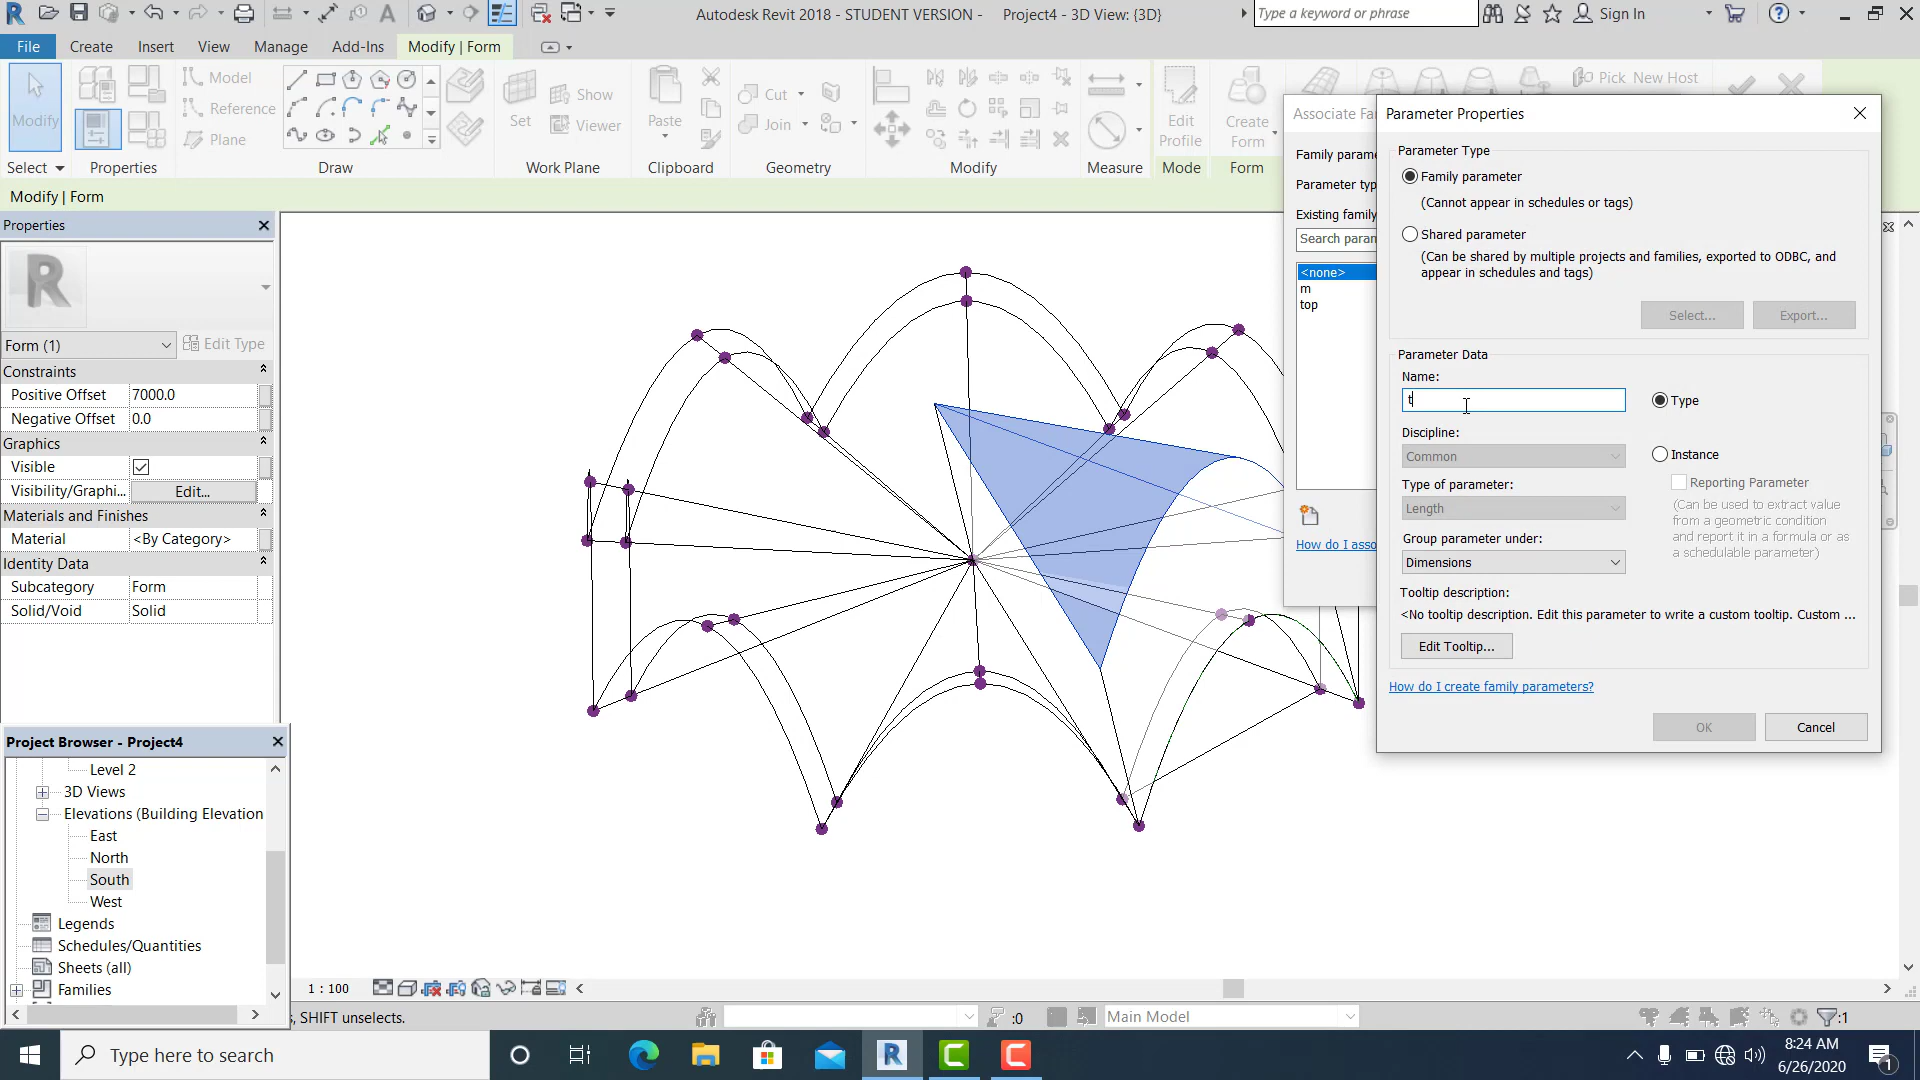 Autodesk Revit 2018 - STUDENT VERSION - Project4 - 3D View: {3D}
Type a keyword or phrase
Sign In
File Create Insert View Manage Add-Ins Modify | Form
Modify
Model
Reference
Plane
Set
Show
Viewer
Paste
Cut
Join
Edit Profile
Create Form
Pick New Host
Select Properties Draw Work Plane Clipboard Geometry Modify Measure Mode Form
Modify | Form
Properties
Form (1)
Edit Type
Constraints
Positive Offset 7000.0
Negative Offset 0.0
Graphics
Visible
Visibility/Graphi... Edit...
Materials and Finishes
Material <By Category>
Identity Data
Subcategory Form
Solid/Void Solid
Project Browser - Project4
Level 2
3D Views
Elevations (Building Elevation
East
North
South
West
Legends
Schedules/Quantities
Sheets (all)
Families
Associate Fa
Family parame
Parameter typ
Existing family
Search param
<none>
m
top
How do I asso
Parameter Properties
Parameter Type
Family parameter
(Cannot appear in schedules or tags)
Shared parameter
(Can be shared by multiple projects and families, exported to ODBC, and
appear in schedules and tags)
Select... Export...
Parameter Data
Name:
t
Type
Discipline:
Common
Instance
Type of parameter:
Reporting Parameter
Length
(Can be used to extract value
from a geometric condition
and report it in a formula or as
a schedulable parameter)
Group parameter under:
Dimensions
Tooltip description:
<No tooltip description. Edit this parameter to write a custom tooltip. Custom ...
Edit Tooltip...
How do I create family parameters?
OK Cancel
1 : 100
, SHIFT unselects.
:0
Main Model
:1
Type here to search
8:24 AM
6/26/2020
1